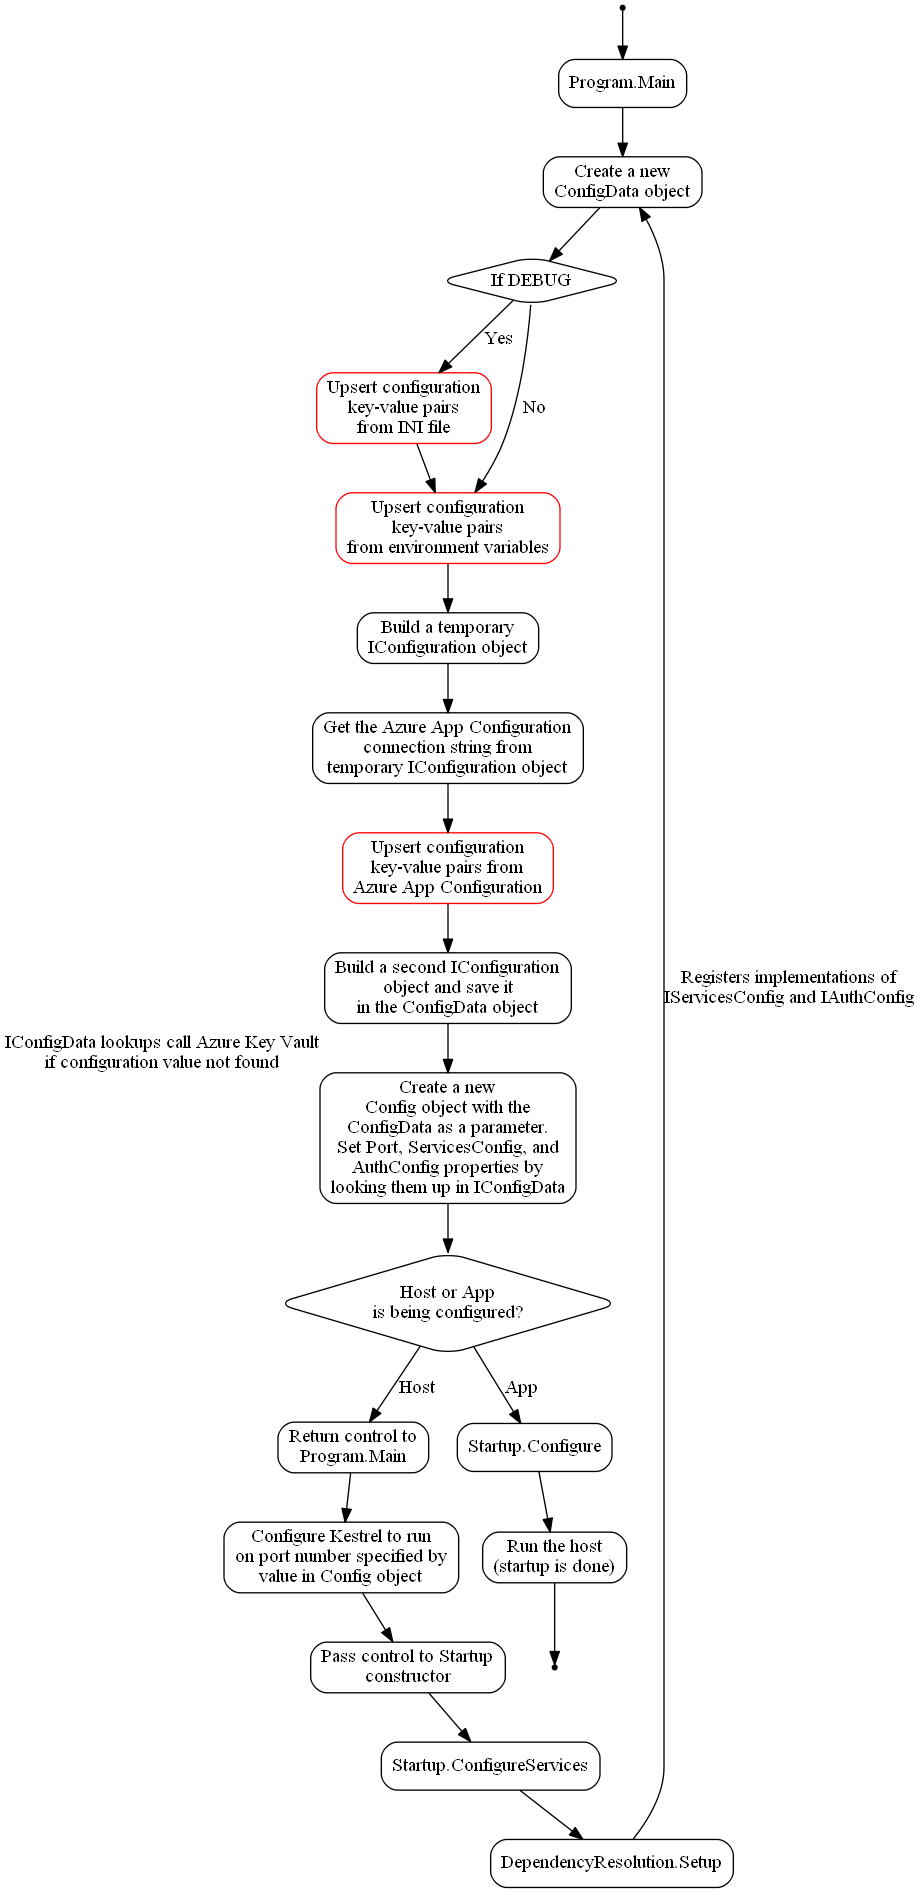 Program.Main
Create a new
ConfigData object
If DEBUG
Yes
Upsert configuration
key-value pairs
from INI file
No
Upsert configuration
key-value pairs
from environment variables
Build a temporary
IConfiguration object
Get the Azure App Configuration
connection string from
temporary IConfiguration object
Upsert configuration
key-value pairs from
Azure App Configuration
Build a second IConfiguration
object and save it
in the ConfigData object
Registers implementations of
IServicesConfig and IAuthConfig
IConfigData lookups call Azure Key Vault
if configuration value not found
Create a new
Config object with the
ConfigData as a parameter.
Set Port, ServicesConfig, and
AuthConfig properties by
looking them up in IConfigData
Host or App
is being configured?
Host
App
Return control to
Program.Main
Startup.Configure
Configure Kestrel to run
on port number specified by
value in Config object
Run the host
(startup is done)
Pass control to Startup
constructor
Startup.ConfigureServices
DependencyResolution.Setup